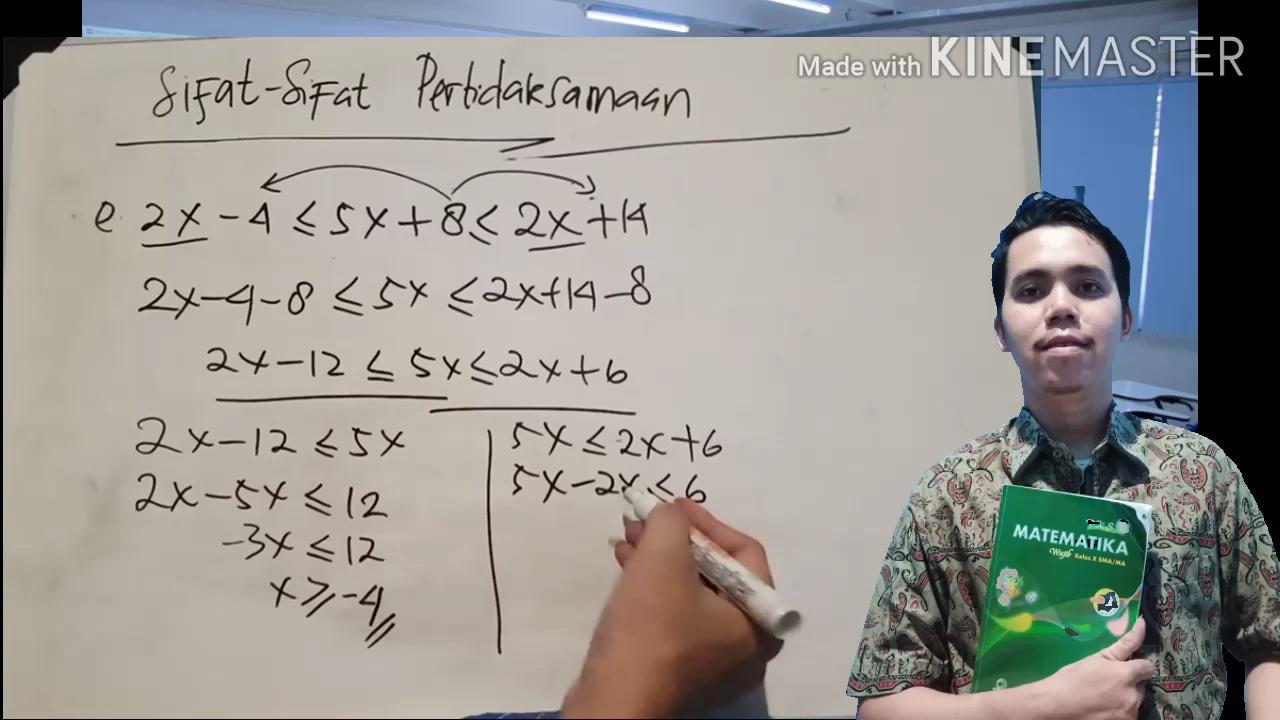 Made with KINEMASTER
Sifat-Sifat Pertidaksamaan
e. 2x - 4 ≤ 5x + 8 ≤ 2x + 14
2x - 4 - 8 ≤ 5x ≤ 2x + 14 - 8
2x - 12 ≤ 5x ≤ 2x + 6
2x - 12 ≤ 5x
2x - 5x ≤ 12
-3x ≤ 12
x ≥ -4
5x ≤ 2x + 6
5x - 2x ≤ 6
MATEMATIKA
Wajib Kelas X SMA/MA